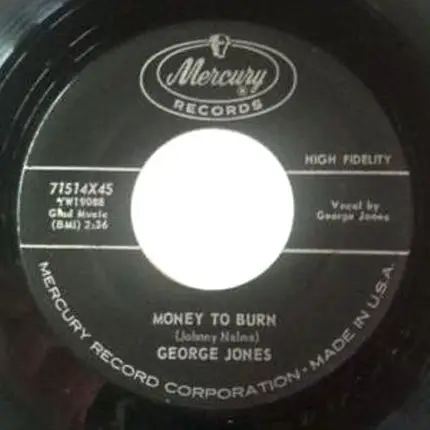 Mercury
RECORDS
HIGH FIDELITY
71514X45
YW19088
Glad Music
(BMI) 2:36
Vocal by
George Jones
MONEY TO BURN
(Johnny Nelms)
GEORGE JONES
MERCURY RECORD CORPORATION • MADE IN U.S.A.